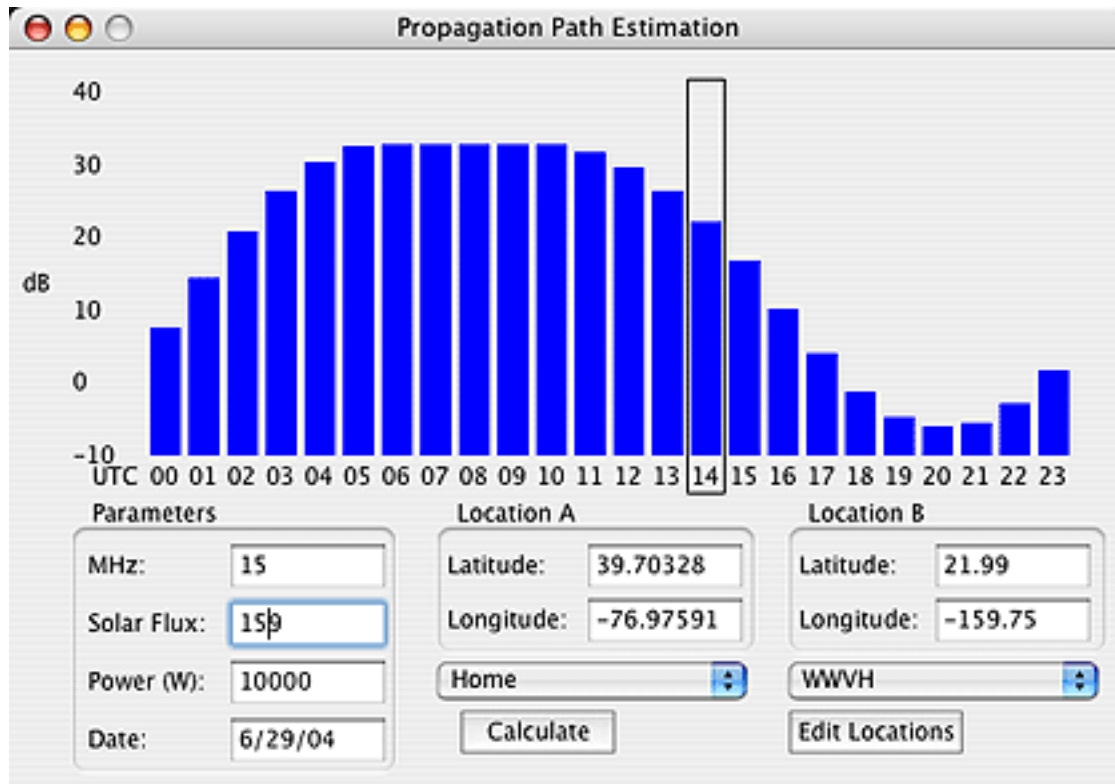 Propagation Path Estimation
40
30
20
dB
10
0
-10
UTC 00 01 02 03 04 05 06 07 08 09 10 11 12 13 14 15 16 17 18 19 20 21 22 23
Parameters
MHz: 15
Solar Flux: 159
Power (W): 10000
Date: 6/29/04
Location A
Latitude: 39.70328
Longitude: -76.97591
Home
Calculate
Location B
Latitude: 21.99
Longitude: -159.75
WWVH
Edit Locations